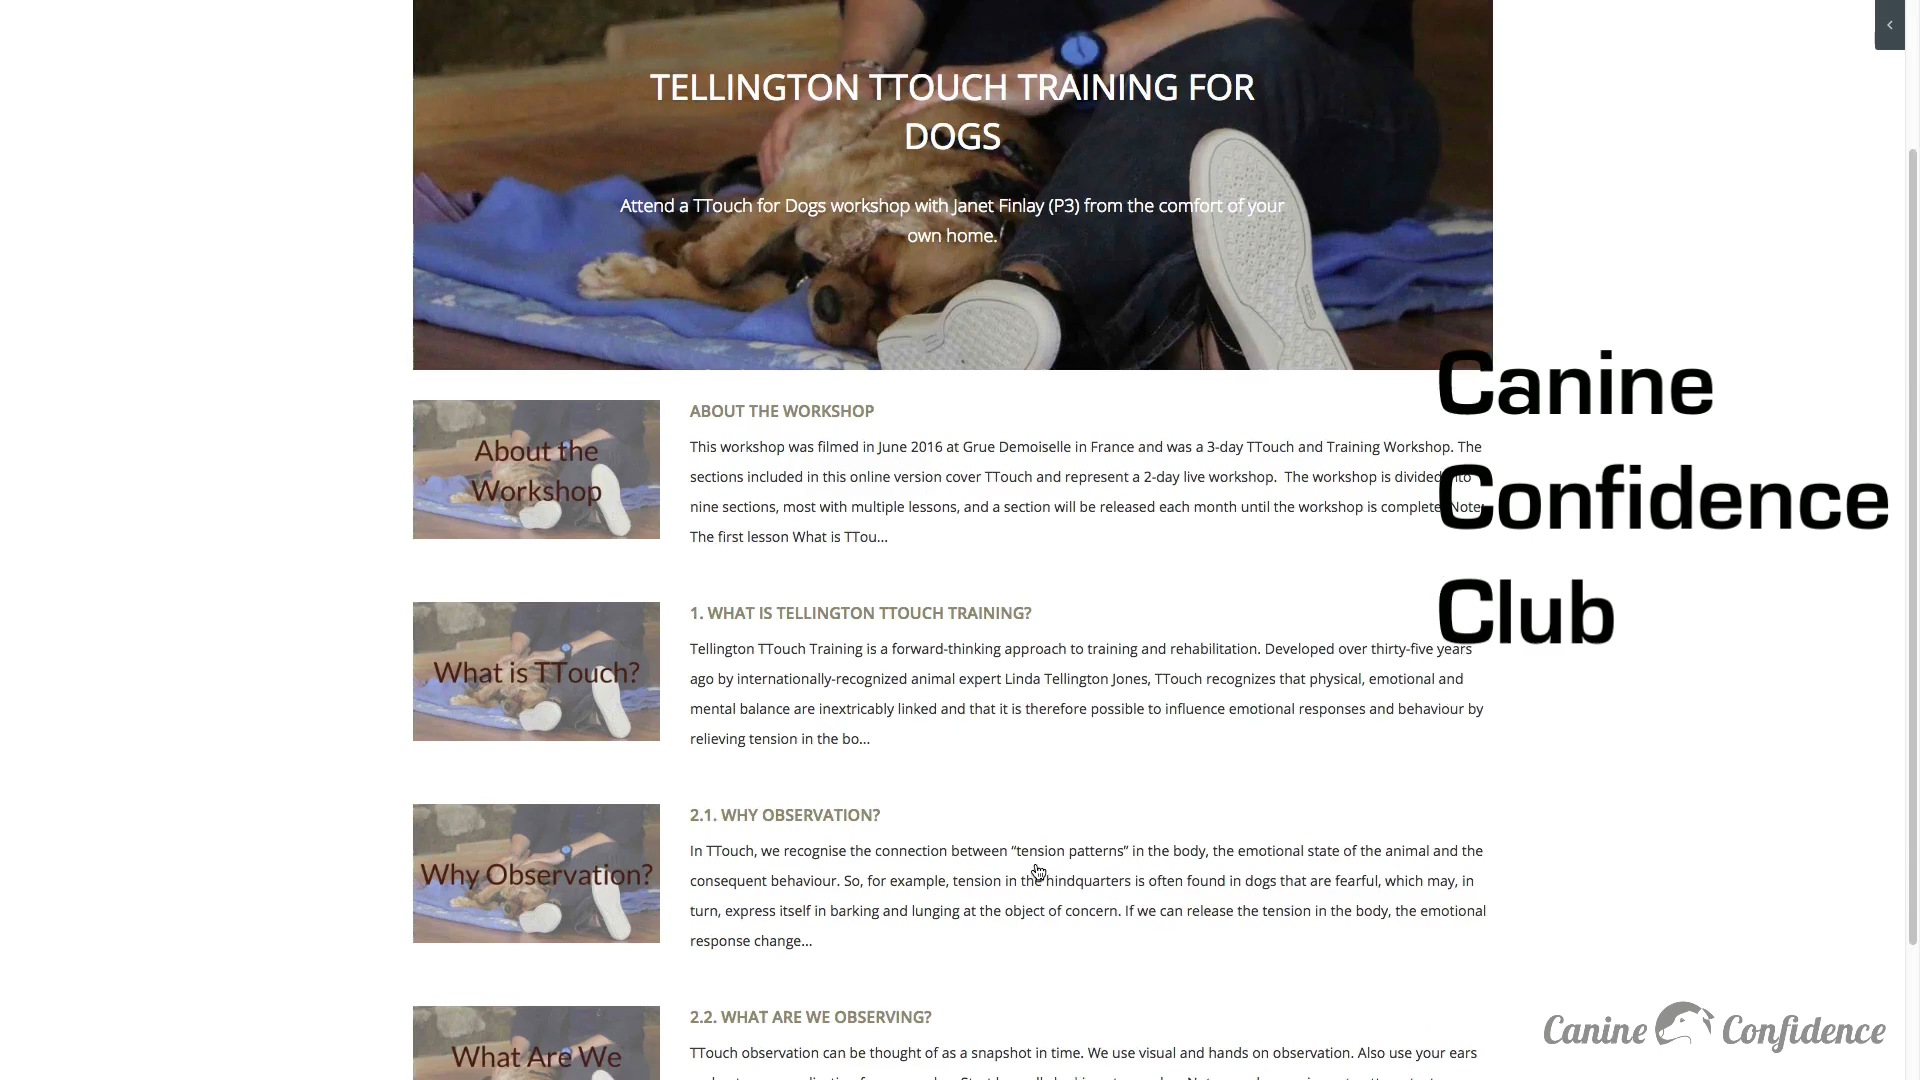 TELLINGTON TTOUCH TRAINING FOR
DOGS
Attend a TTouch for Dogs workshop with Janet Finlay (P3) from the comfort of your
own home.
Canine
Confidence
Club
About the
Workshop
ABOUT THE WORKSHOP
This workshop was filmed in June 2016 at Grue Demoiselle in France and was a 3-day TTouch and Training Workshop. The
sections included in this online version cover TTouch and represent a 2-day live workshop. The workshop is divided into
nine sections, most with multiple lessons, and a section will be released each month until the workshop is complete. Note:
The first lesson What is TTou...
What is TTouch?
1. WHAT IS TELLINGTON TTOUCH TRAINING?
Tellington TTouch Training is a forward-thinking approach to training and rehabilitation. Developed over thirty-five years
ago by internationally-recognized animal expert Linda Tellington Jones, TTouch recognizes that physical, emotional and
mental balance are inextricably linked and that it is therefore possible to influence emotional responses and behaviour by
relieving tension in the bo...
Why Observation?
2.1. WHY OBSERVATION?
In TTouch, we recognise the connection between “tension patterns” in the body, the emotional state of the animal and the
consequent behaviour. So, for example, tension in the hindquarters is often found in dogs that are fearful, which may, in
turn, express itself in barking and lunging at the object of concern. If we can release the tension in the body, the emotional
response change...
What Are We
2.2. WHAT ARE WE OBSERVING?
TTouch observation can be thought of as a snapshot in time. We use visual and hands on observation. Also use your ears
Canine Confidence